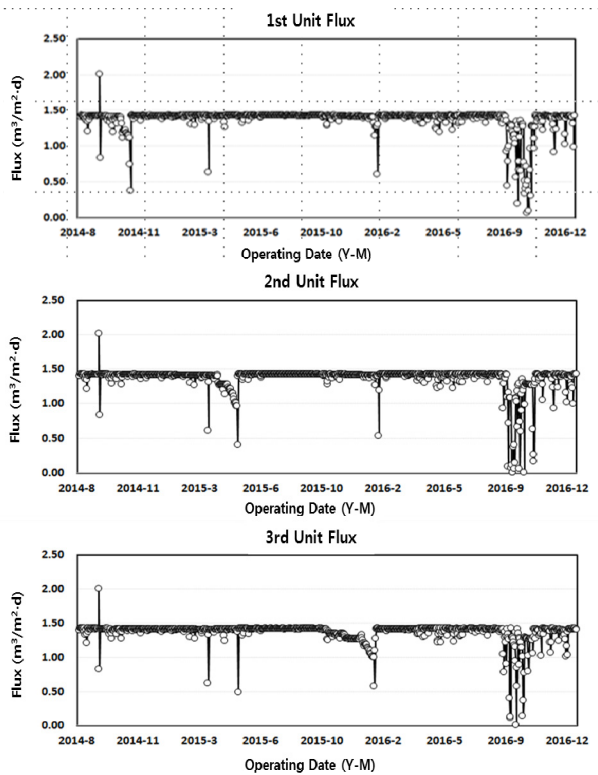 1st Unit Flux
Flux (m³/m²·d)
2.50
2.00
1.50
1.00
0.50
0.00
2014-8 2014-11 2015-3 2015-6 2015-10 2016-2 2016-5 2016-9 2016-12
Operating Date (Y-M)
2nd Unit Flux
Flux (m³/m²·d)
2.50
2.00
1.50
1.00
0.50
0.00
2014-8 2014-11 2015-3 2015-6 2015-10 2016-2 2016-5 2016-9 2016-12
Operating Date (Y-M)
3rd Unit Flux
Flux (m³/m²·d)
2.50
2.00
1.50
1.00
0.50
0.00
2014-8 2014-11 2015-3 2015-6 2015-10 2016-2 2016-5 2016-9 2016-12
Operating Date (Y-M)